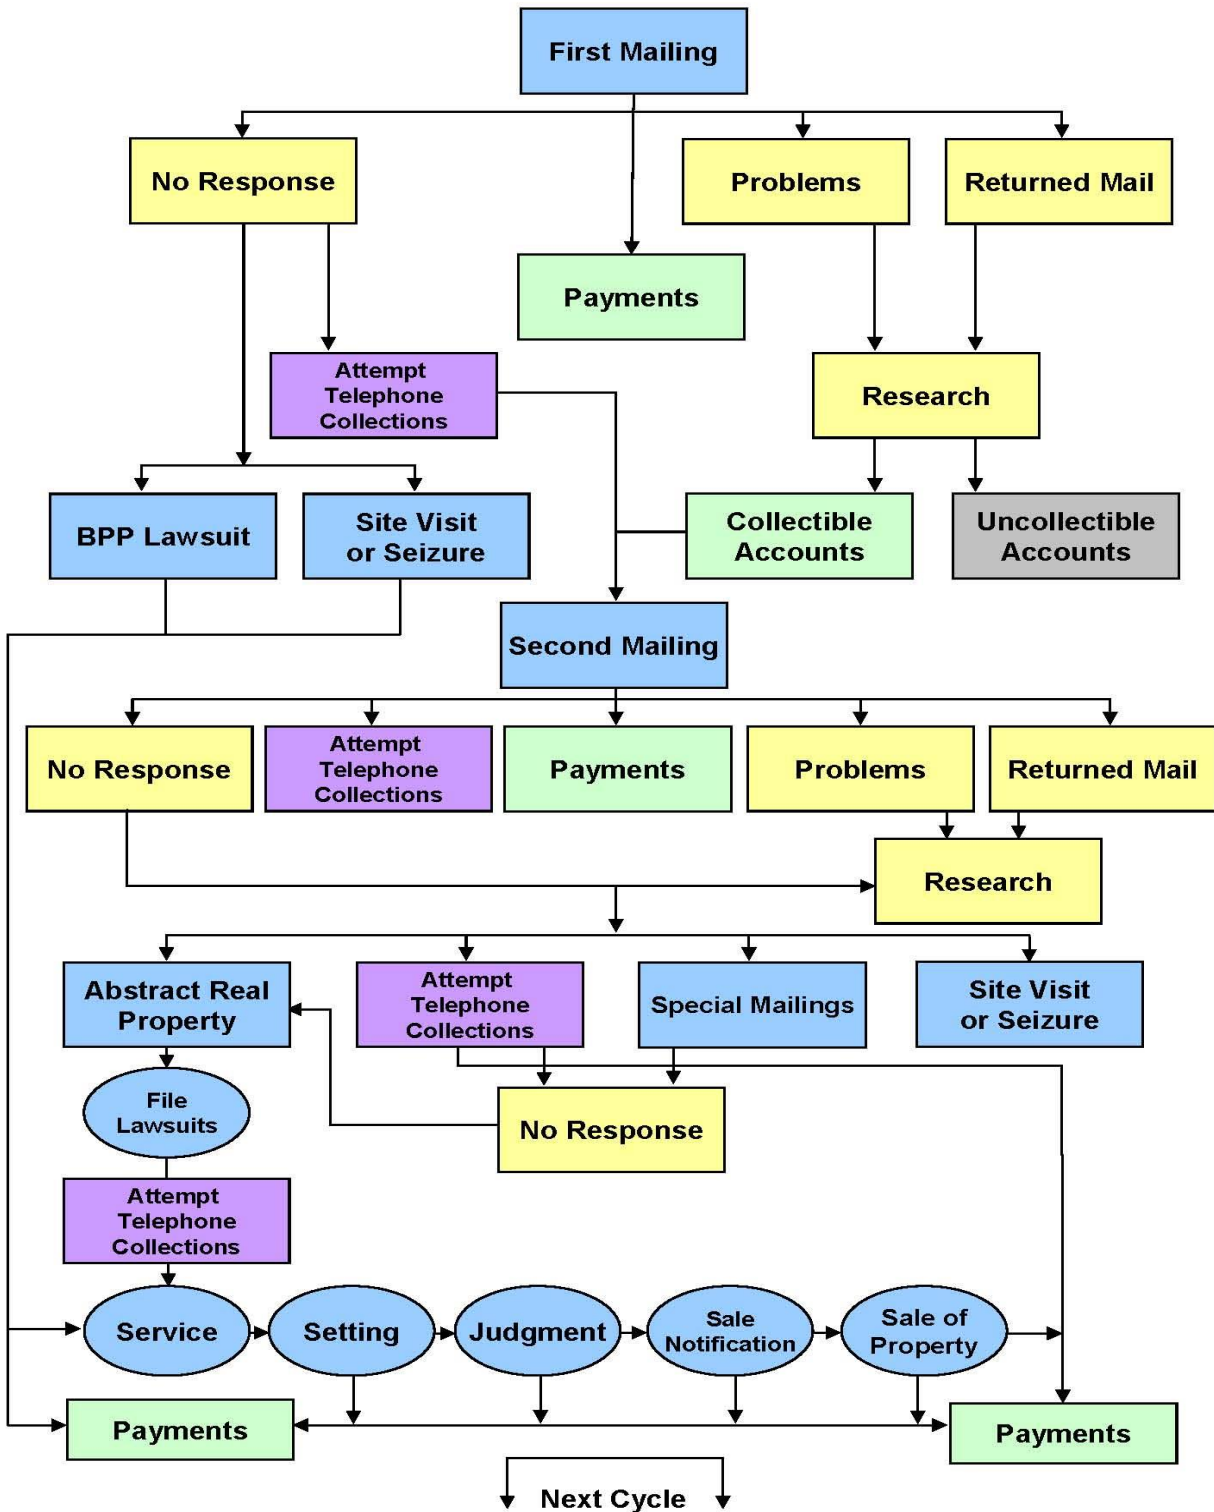 First Mailing
No Response
Problems
Returned Mail
Payments
Attempt
Telephone
Collections
Research
BPP Lawsuit
Site Visit
or Seizure
Collectible
Accounts
Uncollectible
Accounts
Second Mailing
No Response
Attempt
Telephone
Collections
Payments
Problems
Returned Mail
Research
Abstract Real
Property
Attempt
Telephone
Collections
Special Mailings
Site Visit
or Seizure
File
Lawsuits
No Response
Attempt
Telephone
Collections
Service
Setting
Judgment
Sale
Notification
Sale of
Property
Payments
Payments
Next Cycle